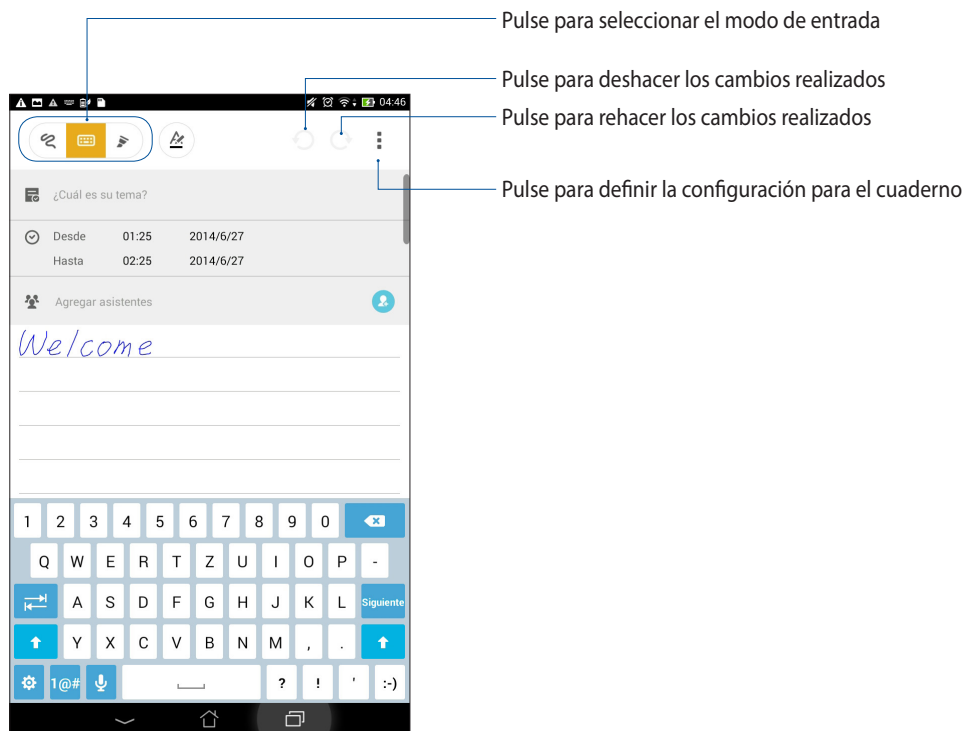 Pulse para seleccionar el modo de entrada
Pulse para deshacer los cambios realizados
04:46
Pulse para rehacer los cambios realizados
Pulse para definir la configuración para el cuaderno
¿Cuál es su tema?
Desde 01:25 2014/6/27
Hasta 02:25 2014/6/27
Agregar asistentes
Welcome
1 2 3 4 5 6 7 8 9 0
Q W E R T Z U I O P -
A S D F G H J K L Siguiente
Y X C V B N M , .
1@# ? ! ' :-)